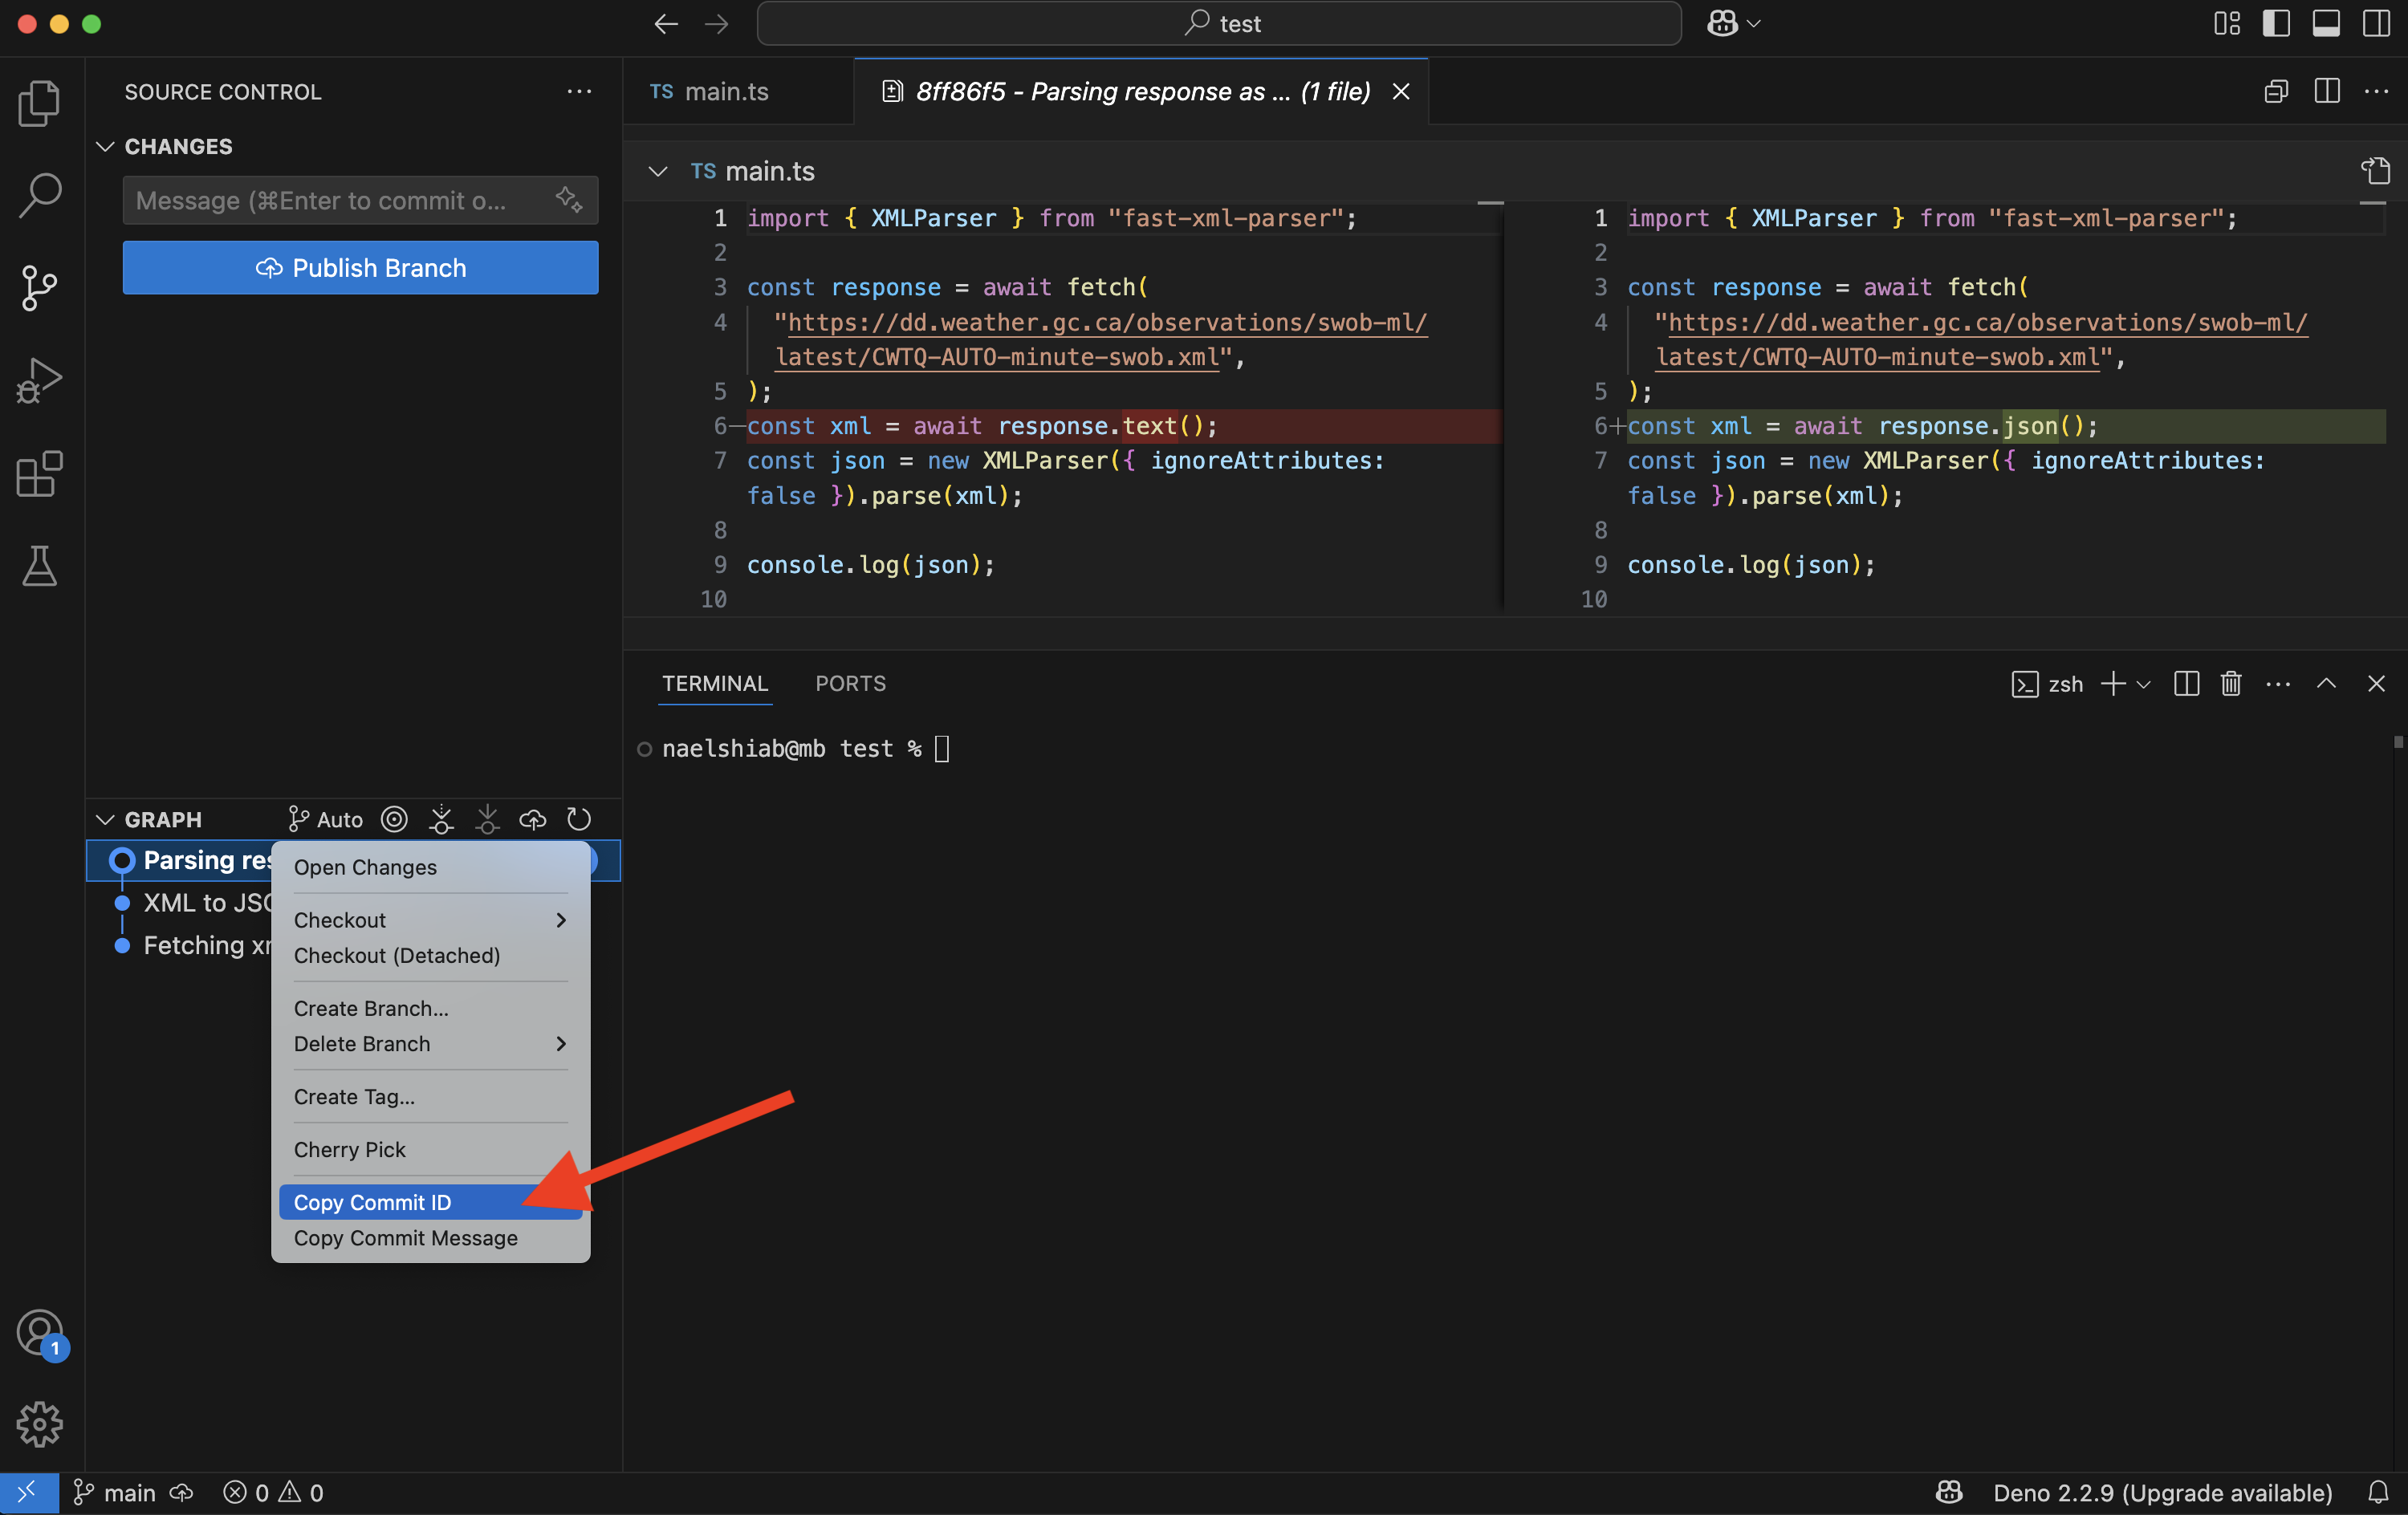 test
SOURCE CONTROL
CHANGES
Message (⌘Enter to commit o...
Publish Branch
TS main.ts
8ff86f5 - Parsing response as ... (1 file)
TS main.ts
1 import { XMLParser } from "fast-xml-parser";
2
3 const response = await fetch(
4 "https://dd.weather.gc.ca/observations/swob-ml/
latest/CWTQ-AUTO-minute-swob.xml",
5 );
6 —const xml = await response.text();
7 const json = new XMLParser({ ignoreAttributes:
false }).parse(xml);
8
9 console.log(json);
10
1 import { XMLParser } from "fast-xml-parser";
2
3 const response = await fetch(
4 "https://dd.weather.gc.ca/observations/swob-ml/
latest/CWTQ-AUTO-minute-swob.xml",
5 );
6 +const xml = await response.json();
7 const json = new XMLParser({ ignoreAttributes:
false }).parse(xml);
8
9 console.log(json);
10
TERMINAL PORTS
zsh
naelshiab@mb test %
GRAPH Auto
Parsing res
XML to JSO
Fetching
Open Changes
Checkout
Checkout (Detached)
Create Branch...
Delete Branch
Create Tag...
Cherry Pick
Copy Commit ID
Copy Commit Message
1
main 0 0
Deno 2.2.9 (Upgrade available)